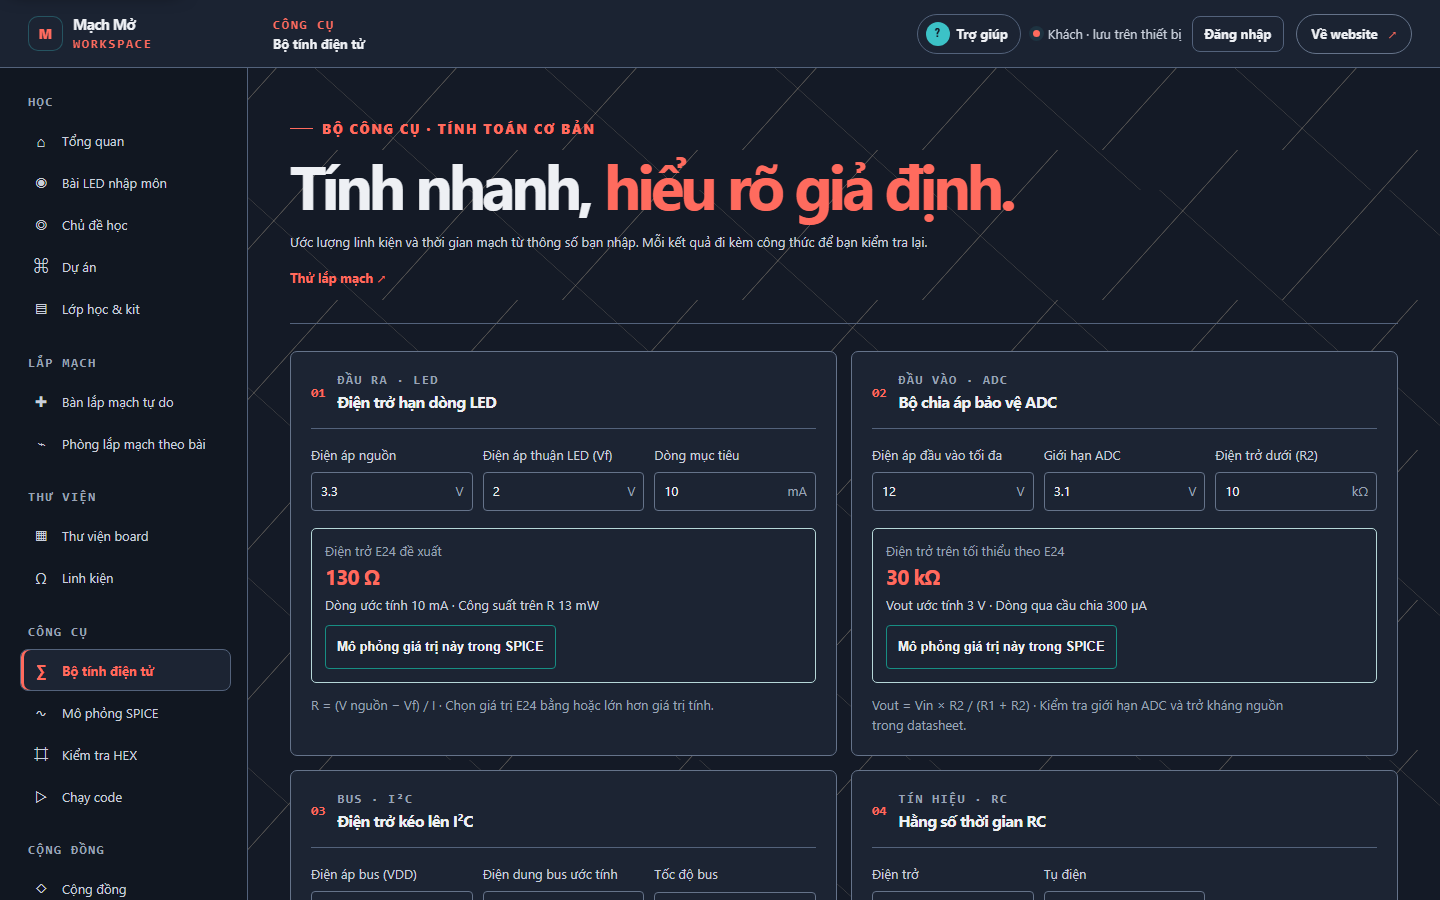 M
Mạch Mở
WORKSPACE
CÔNG CỤ
Bộ tính điện tử
? Trợ giúp
Khách · lưu trên thiết bị
Đăng nhập
Về website ↗
HỌC
Tổng quan
Bài LED nhập môn
Chủ đề học
Dự án
Lớp học & kit
LẮP MẠCH
Bàn lắp mạch tự do
Phòng lắp mạch theo bài
THƯ VIỆN
Thư viện board
Ω Linh kiện
CÔNG CỤ
∑ Bộ tính điện tử
∿ Mô phỏng SPICE
Kiểm tra HEX
Chạy code
CỘNG ĐỒNG
Cộng đồng
BỘ CÔNG CỤ · TÍNH TOÁN CƠ BẢN
Tính nhanh, hiểu rõ giả định.
Ước lượng linh kiện và thời gian mạch từ thông số bạn nhập. Mỗi kết quả đi kèm công thức để bạn kiểm tra lại.
Thử lắp mạch ↗
01
ĐẦU RA · LED
Điện trở hạn dòng LED
Điện áp nguồn
Điện áp thuận LED (Vf)
Dòng mục tiêu
3.3 V
2 V
10 mA
Điện trở E24 đề xuất
130 Ω
Dòng ước tính 10 mA · Công suất trên R 13 mW
Mô phỏng giá trị này trong SPICE
R = (V nguồn − Vf) / I · Chọn giá trị E24 bằng hoặc lớn hơn giá trị tính.
02
ĐẦU VÀO · ADC
Bộ chia áp bảo vệ ADC
Điện áp đầu vào tối đa
Giới hạn ADC
Điện trở dưới (R2)
12 V
3.1 V
10 kΩ
Điện trở trên tối thiểu theo E24
30 kΩ
Vout ước tính 3 V · Dòng qua cầu chia 300 µA
Mô phỏng giá trị này trong SPICE
Vout = Vin × R2 / (R1 + R2) · Kiểm tra giới hạn ADC và trở kháng nguồn
trong datasheet.
03
BUS · I²C
Điện trở kéo lên I²C
Điện áp bus (VDD)
Điện dung bus ước tính
Tốc độ bus
04
TÍN HIỆU · RC
Hằng số thời gian RC
Điện trở
Tụ điện